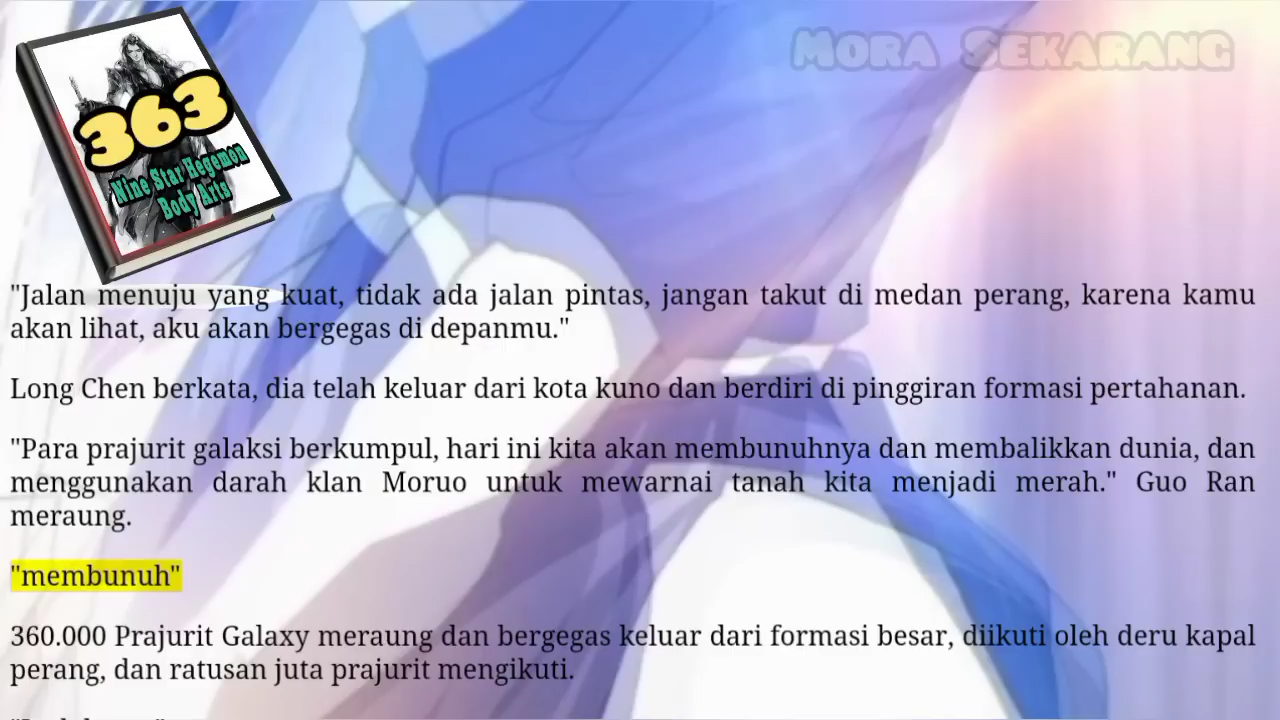 MORA SEKARANG
363
Nine Star Hegemon
Body Arts
"Jalan menuju yang kuat, tidak ada jalan pintas, jangan takut di medan perang, karena kamu
akan lihat, aku akan bergegas di depanmu."
Long Chen berkata, dia telah keluar dari kota kuno dan berdiri di pinggiran formasi pertahanan.
"Para prajurit galaksi berkumpul, hari ini kita akan membunuhnya dan membalikkan dunia, dan
menggunakan darah klan Moruo untuk mewarnai tanah kita menjadi merah." Guo Ran
meraung.
"membunuh"
360.000 Prajurit Galaxy meraung dan bergegas keluar dari formasi besar, diikuti oleh deru kapal
perang, dan ratusan juta prajurit mengikuti.